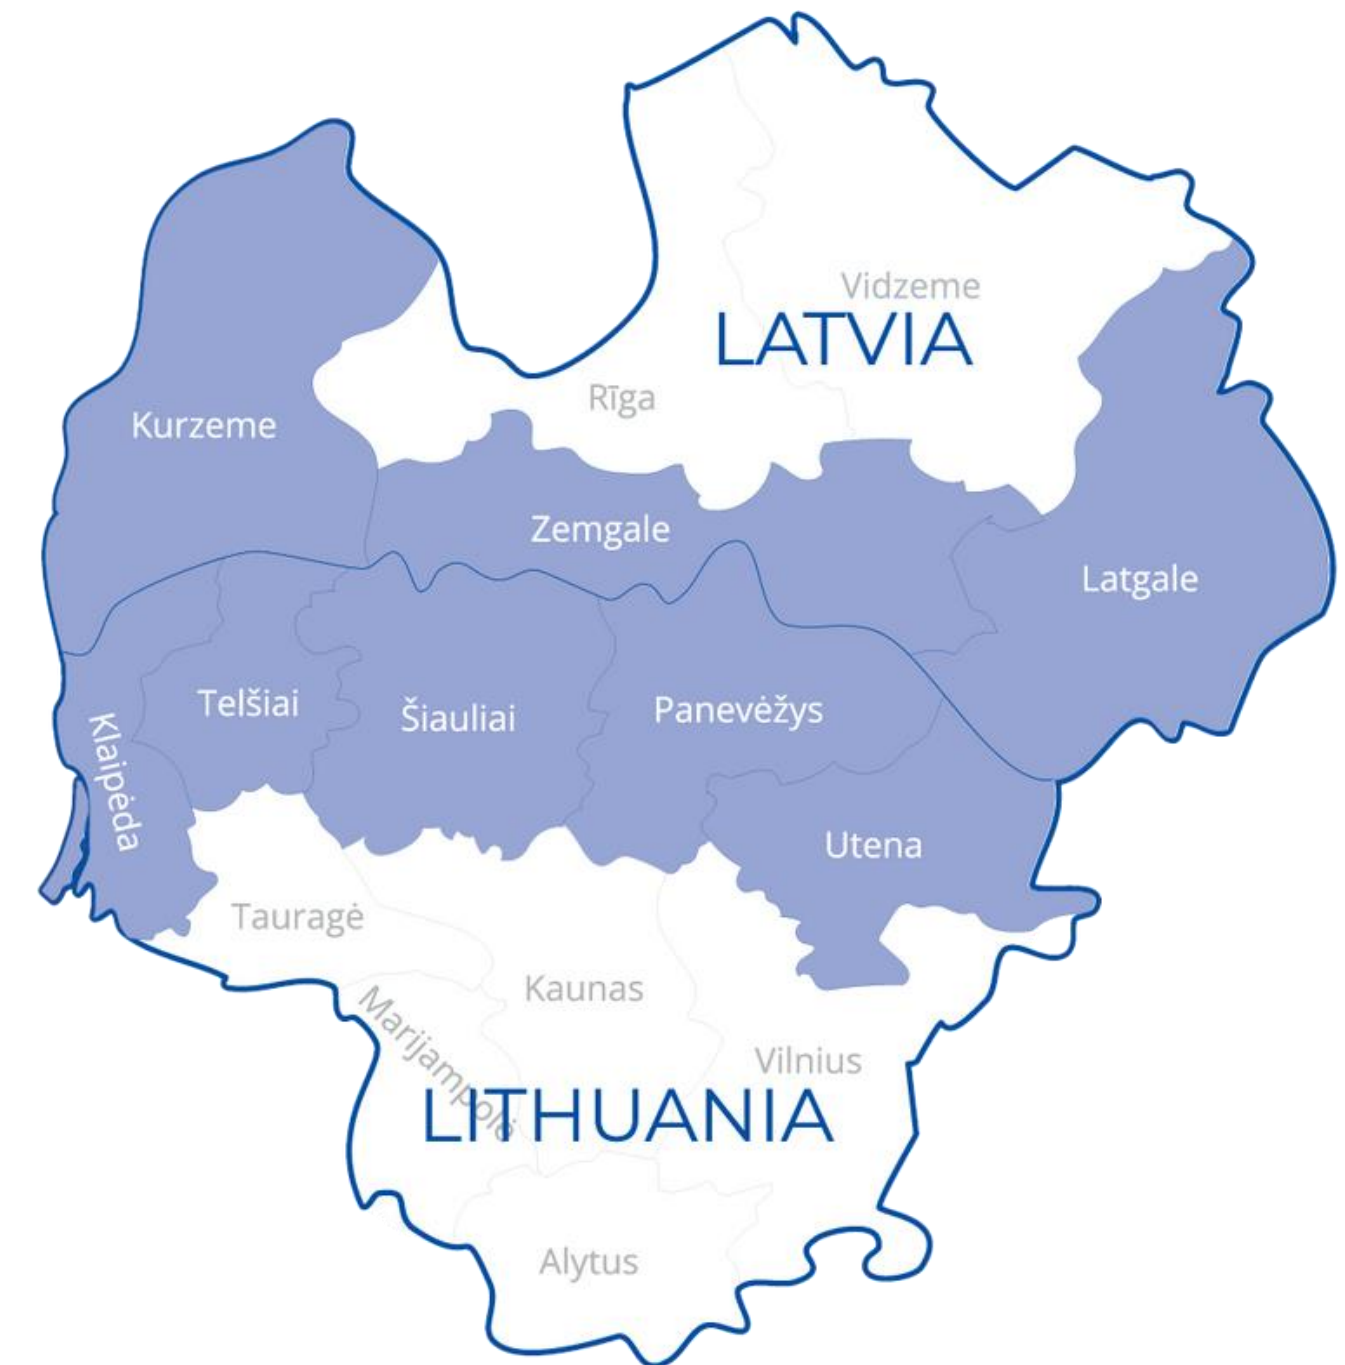 Vidzeme
LATVIA
Rīga
Kurzeme
Zemgale
Latgale
Telšiai
Šiauliai
Panevėžys
Klaipėda
Utena
Tauragė
Kaunas
Marijampolė
Vilnius
LITHUANIA
Alytus